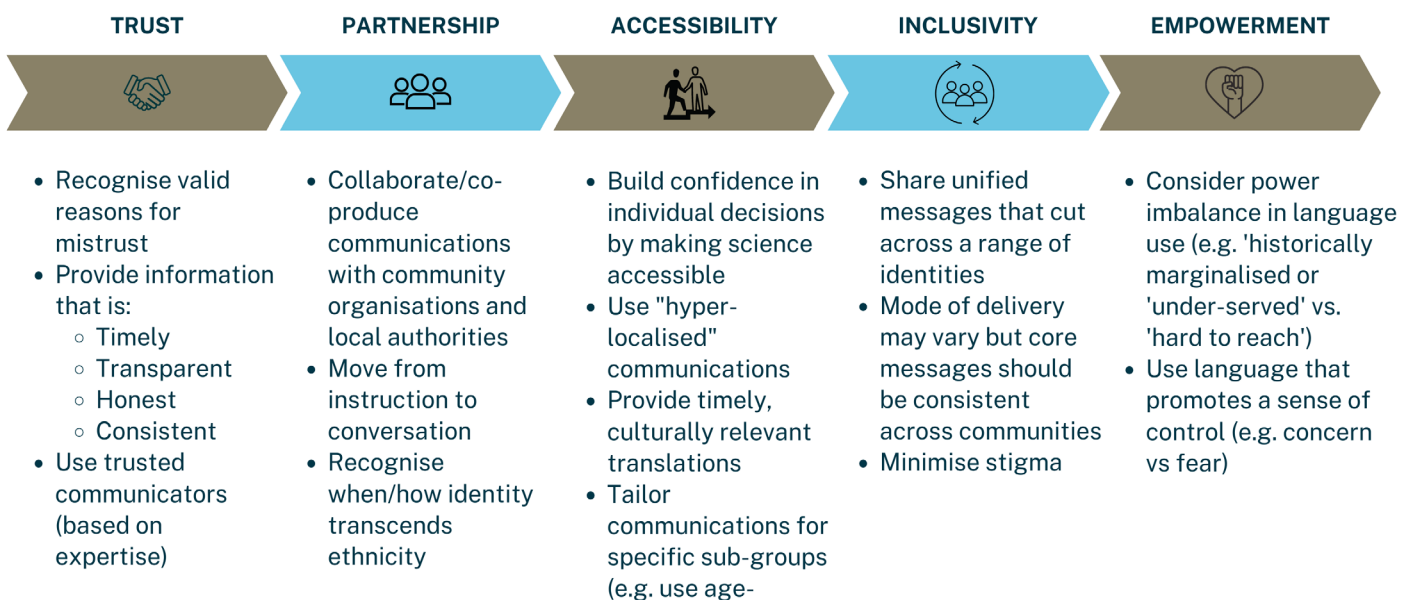 TRUST
PARTNERSHIP
ACCESSIBILITY
INCLUSIVITY
EMPOWERMENT
• Recognise valid
reasons for
mistrust
• Provide information
that is:
◦ Timely
◦ Transparent
◦ Honest
◦ Consistent
• Use trusted
communicators
(based on
expertise)
• Collaborate/co-
produce
communications
with community
organisations and
local authorities
• Move from
instruction to
conversation
• Recognise
when/how identity
transcends
ethnicity
• Build confidence in
individual decisions
by making science
accessible
• Use "hyper-
localised"
communications
• Provide timely,
culturally relevant
translations
• Tailor
communications for
specific sub-groups
(e.g. use age-
• Share unified
messages that cut
across a range of
identities
• Mode of delivery
may vary but core
messages should
be consistent
across communities
• Minimise stigma
• Consider power
imbalance in language
use (e.g. 'historically
marginalised or
'under-served' vs.
'hard to reach')
• Use language that
promotes a sense of
control (e.g. concern
vs fear)